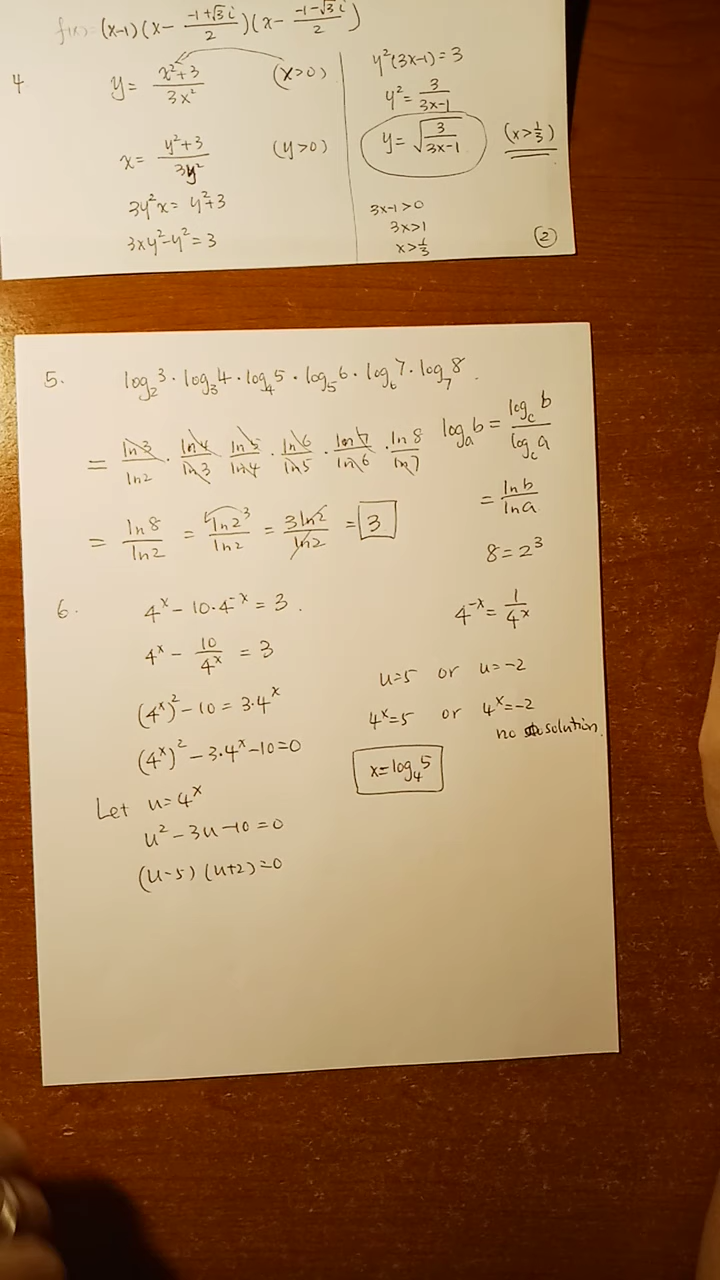 f(x)=(x-1)(x- (-1+√3i)/2)(x- (-1-√3i)/2)
4
y= (x²+3)/(3x²) (x>0)
x= (y²+3)/(3y²) (y>0)
3y²x= y²+3
3xy²-y²=3
y²(3x-1)=3
y²= 3/(3x-1)
y= √(3/(3x-1)) (x>1/3)
3x-1>0
3x>1
x>1/3
②
5. log₂3 · log₃4 · log₄5 · log₅6 · log₆7 · log₇8.
= ln3/ln2 · ln4/ln3 · ln5/ln4 · ln6/ln5 · ln7/ln6 · ln8/ln7
= ln8/ln2 = ln2³/ln2 = 3ln2/ln2 = 3
logₐb = log_c b/log_c a
= lnb/lna
8=2³
6. 4ˣ - 10·4⁻ˣ = 3.
4ˣ - 10/4ˣ = 3
(4ˣ)² - 10 = 3·4ˣ
(4ˣ)² - 3·4ˣ - 10=0
Let u=4ˣ
u² - 3u - 10 = 0
(u-5)(u+2)=0
4⁻ˣ = 1/4ˣ
u=5 or u=-2
4ˣ=5 or 4ˣ=-2
no solution.
x=log₄5